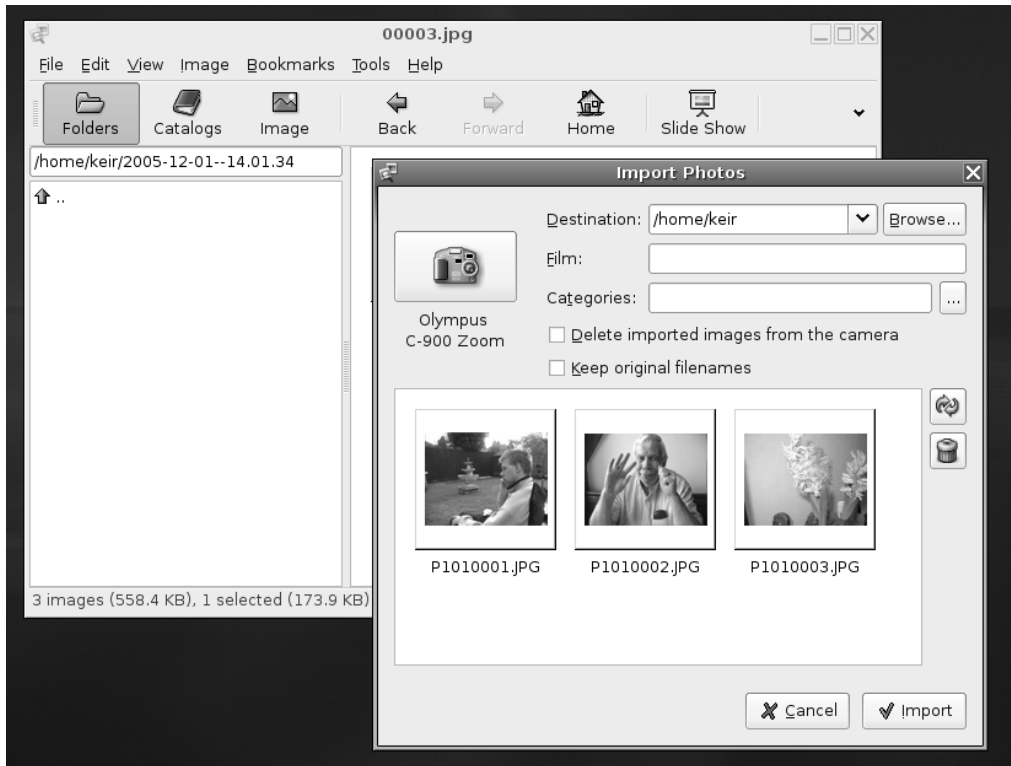 00003.jpg
File Edit View Image Bookmarks Tools Help
Folders Catalogs Image Back Forward Home Slide Show
/home/keir/2005-12-01--14.01.34
..
3 images (558.4 KB), 1 selected (173.9 KB)
Import Photos
Destination: /home/keir Browse...
Film:
Categories: ...
Olympus
C-900 Zoom
Delete imported images from the camera
Keep original filenames
P1010001.JPG P1010002.JPG P1010003.JPG
Cancel Import